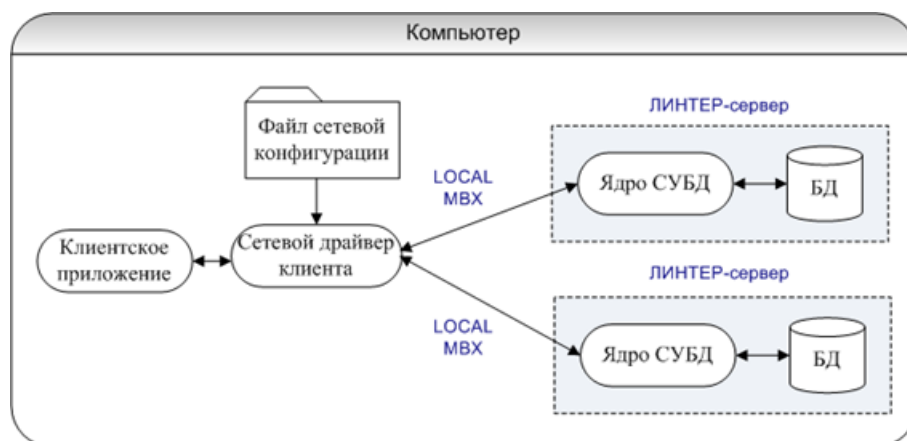 Компьютер
ЛИНТЕР-сервер
Файл сетевой
конфигурации
LOCAL
MBX
Ядро СУБД
БД
Клиентское
приложение
Сетевой драйвер
клиента
ЛИНТЕР-сервер
LOCAL
MBX
Ядро СУБД
БД